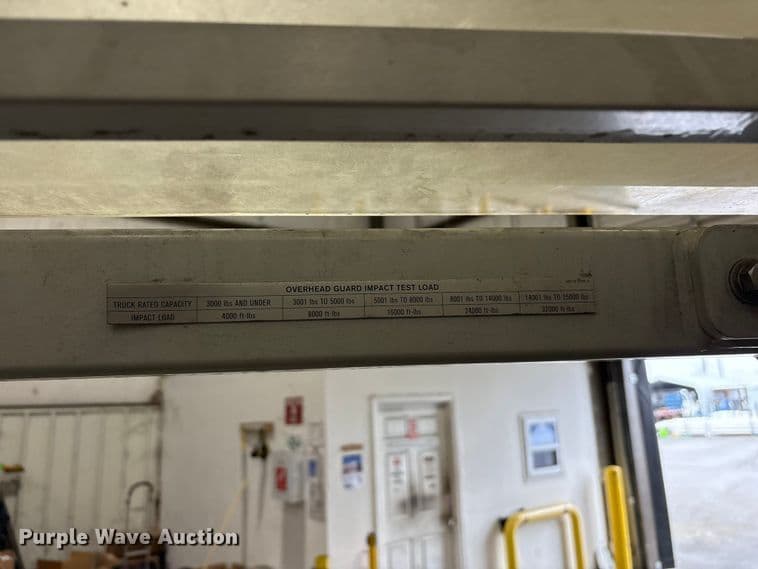 OVERHEAD GUARD IMPACT TEST LOAD
TRUCK RATED CAPACITY 3000 lbs AND UNDER 3001 lbs TO 5000 lbs 5001 lbs TO 8000 lbs 8001 lbs TO 14000 lbs 14001 lbs TO 25000 lbs
IMPACT LOAD 4000 ft-lbs 8000 ft-lbs 16000 ft-lbs 24000 ft-lbs 32000 ft-lbs
Purple Wave Auction